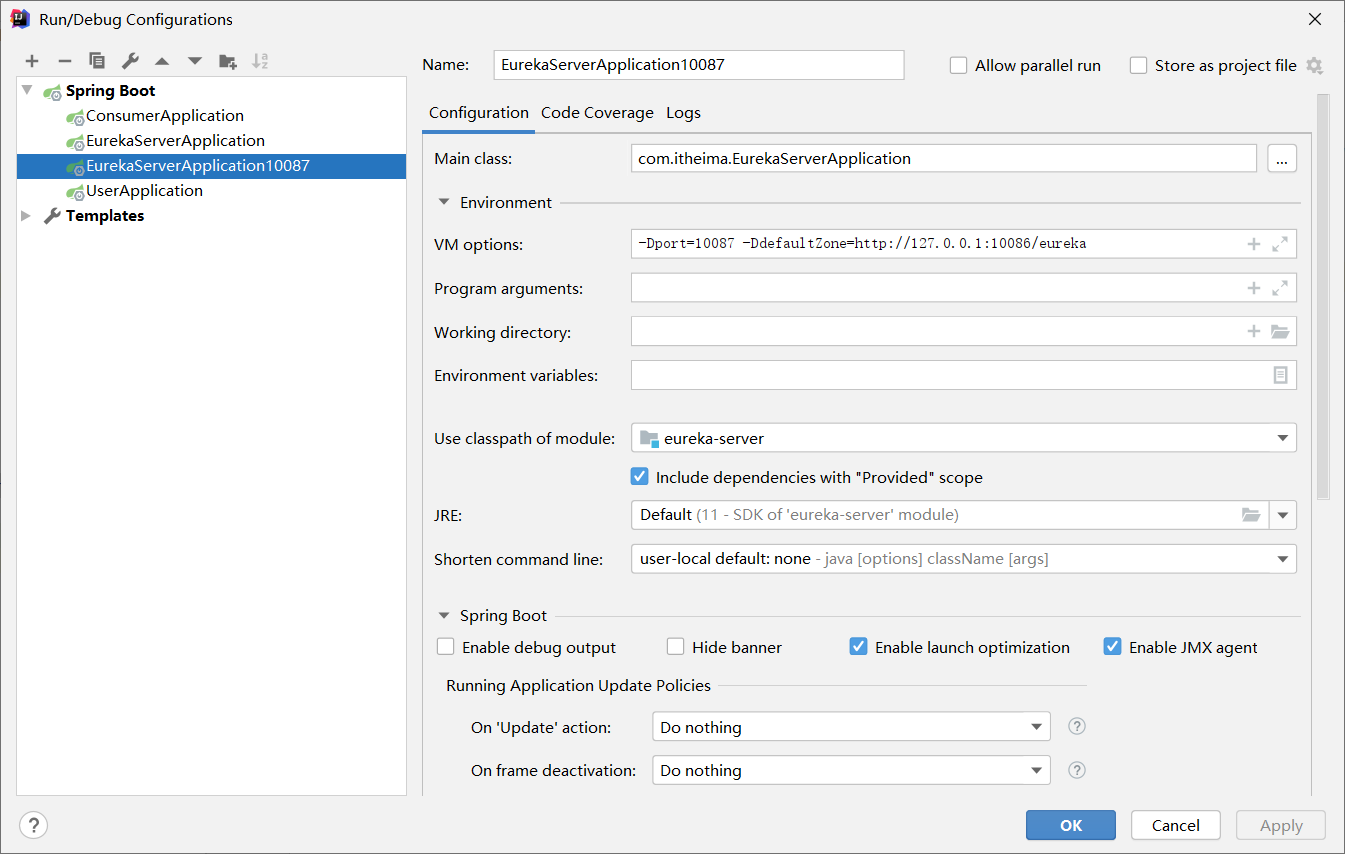 Run/Debug Configurations
Spring Boot
ConsumerApplication
EurekaServerApplication
EurekaServerApplication10087
UserApplication
Templates
Name: EurekaServerApplication10087 Allow parallel run Store as project file
Configuration Code Coverage Logs
Main class: com.itheima.EurekaServerApplication ...
Environment
VM options: -Dport=10087 -DdefaultZone=http://127.0.0.1:10086/eureka
Program arguments:
Working directory:
Environment variables:
Use classpath of module: eureka-server
Include dependencies with "Provided" scope
JRE: Default (11 - SDK of 'eureka-server' module)
Shorten command line: user-local default: none - java [options] className [args]
Spring Boot
Enable debug output Hide banner Enable launch optimization Enable JMX agent
Running Application Update Policies
On 'Update' action: Do nothing ?
On frame deactivation: Do nothing ?
? OK Cancel Apply